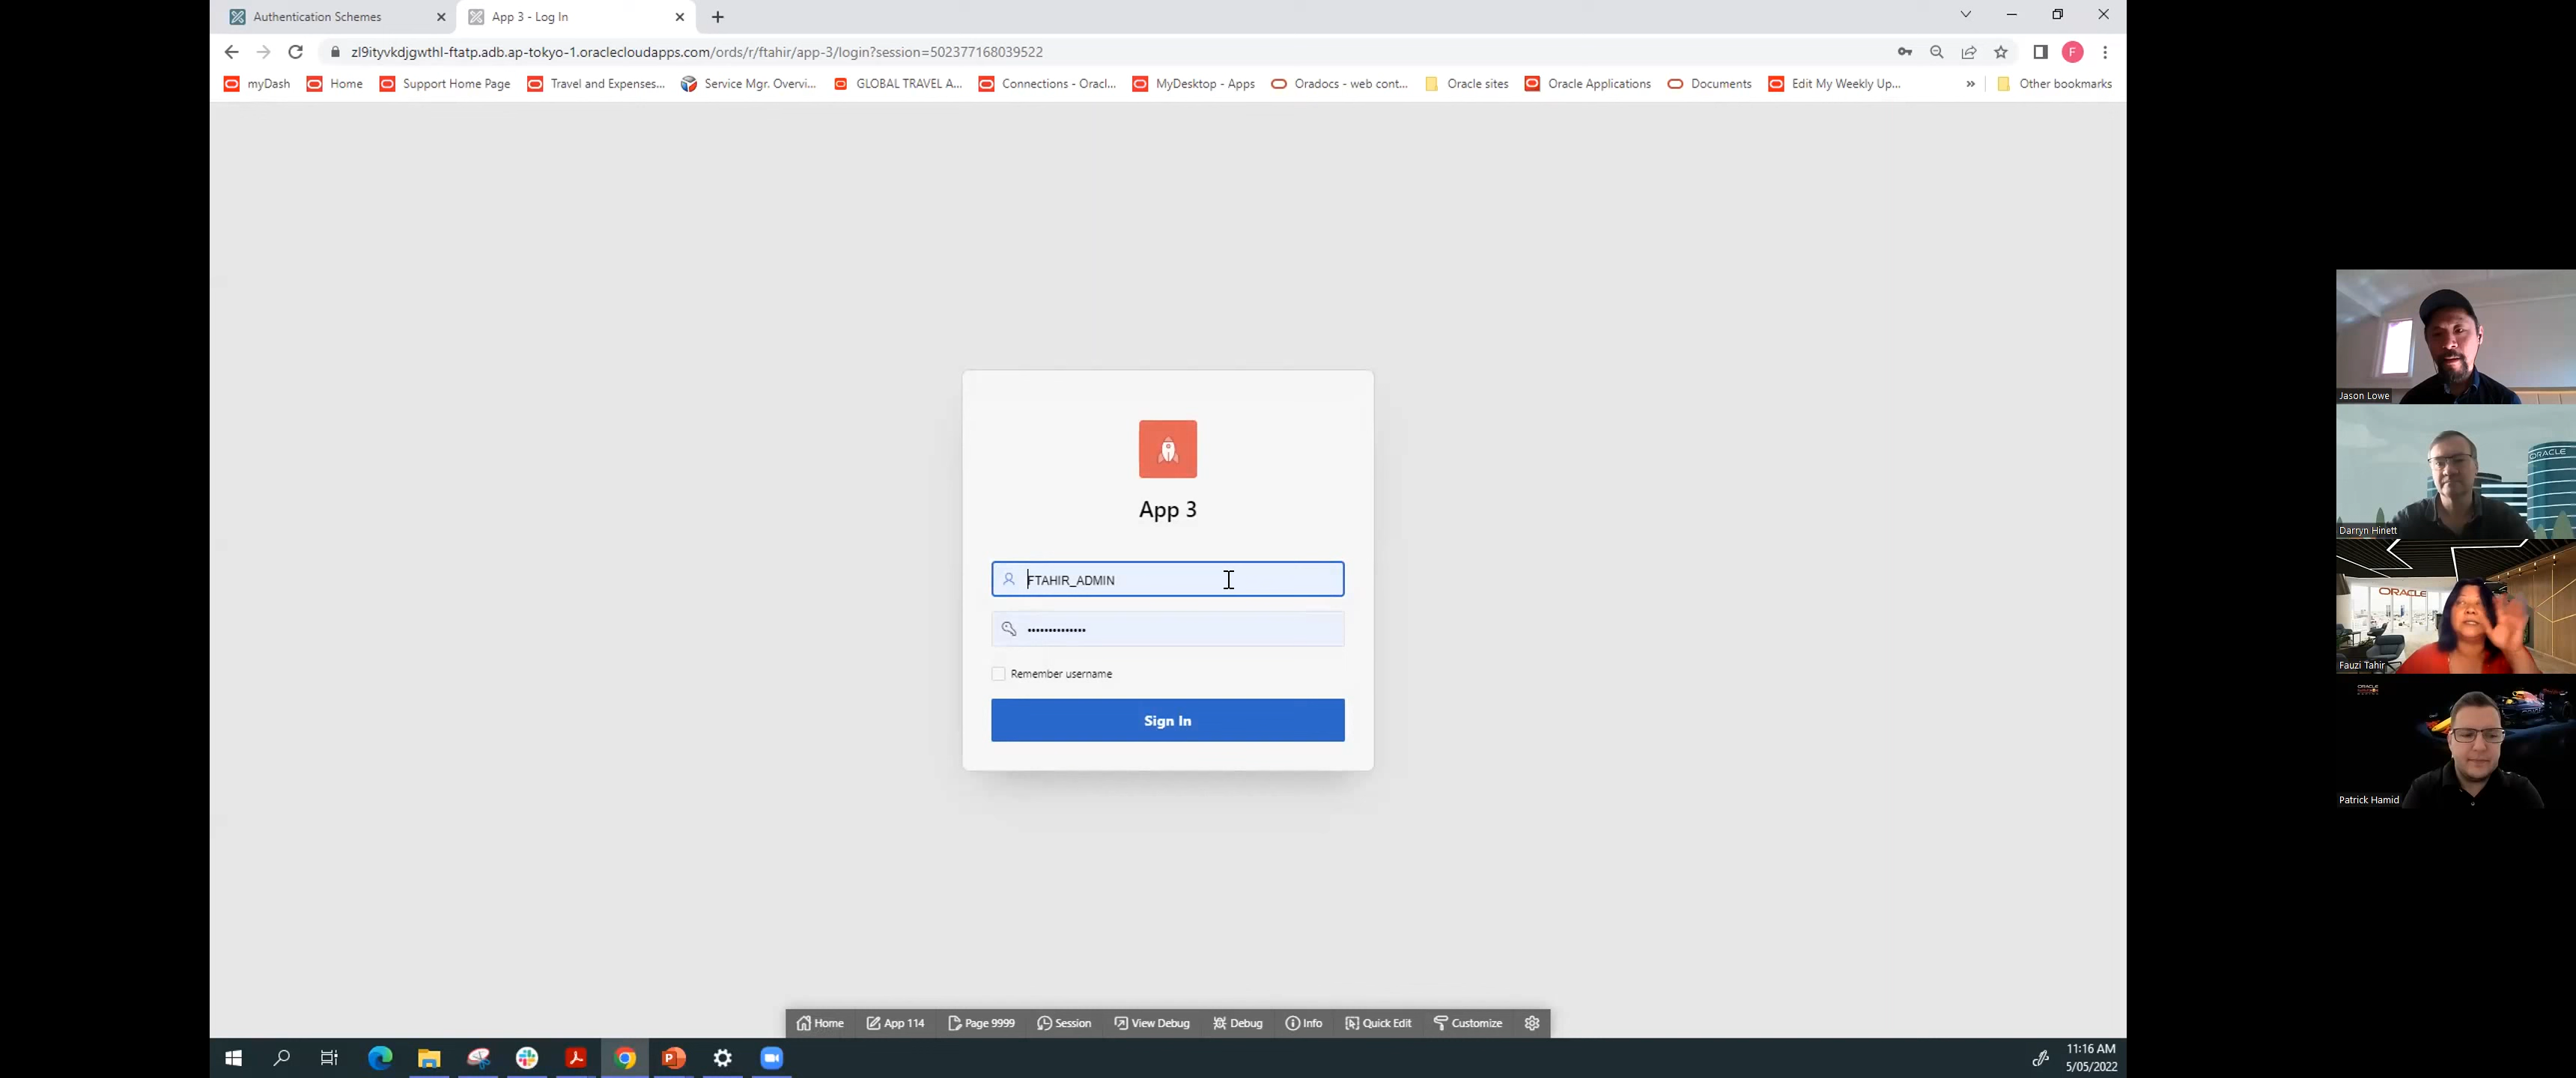 Authentication Schemes
App 3 - Log In
zl9ityvkdjgwthl-ftatp.adb.ap-tokyo-1.oraclecloudapps.com/ords/r/ftahir/app-3/login?session=502377168039522
F
myDash Home Support Home Page Travel and Expenses... Service Mgr. Overvi... GLOBAL TRAVEL A... Connections - Oracl... MyDesktop - Apps Oradocs - web cont... Oracle sites Oracle Applications Documents Edit My Weekly Up... » Other bookmarks
App 3
FTAHIR_ADMIN
••••••••••••••
Remember username
Sign In
Home App 114 Page 9999 Session View Debug Debug Info Quick Edit Customize
11:16 AM
5/05/2022
Jason Lowe
ORACLE
Darryn Hinett
ORACLE
Fauzi Tahir
ORACLE
Patrick Hamid